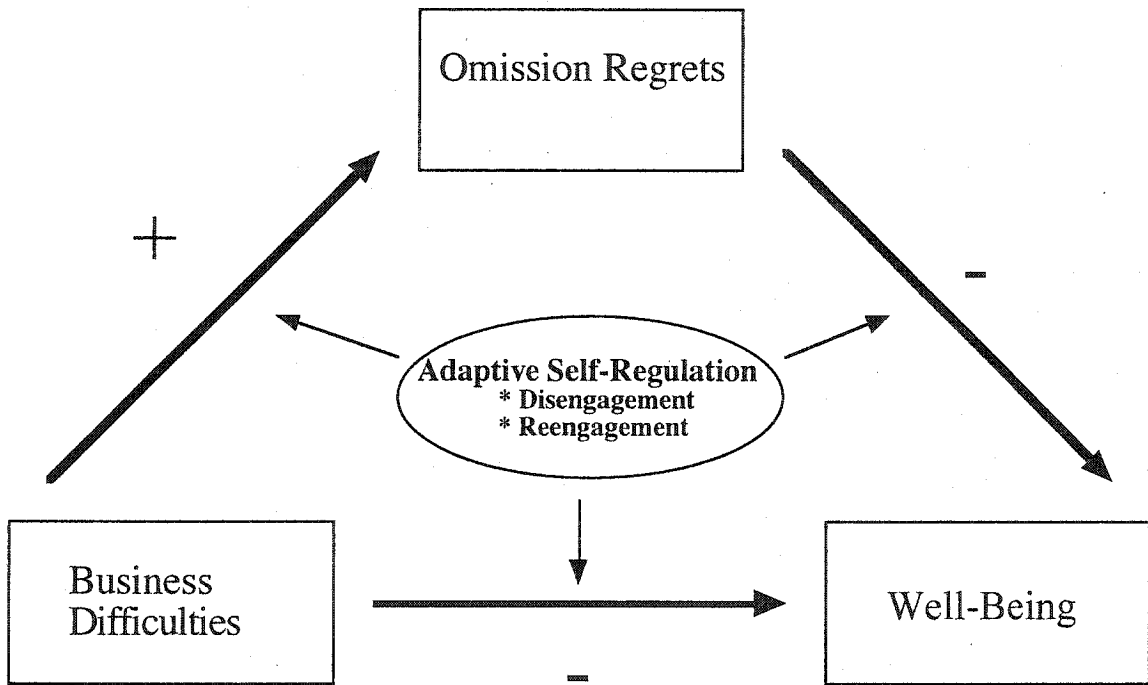 Omission Regrets
+
-
Adaptive Self-Regulation
* Disengagement
* Reengagement
Business
Difficulties
Well-Being
-